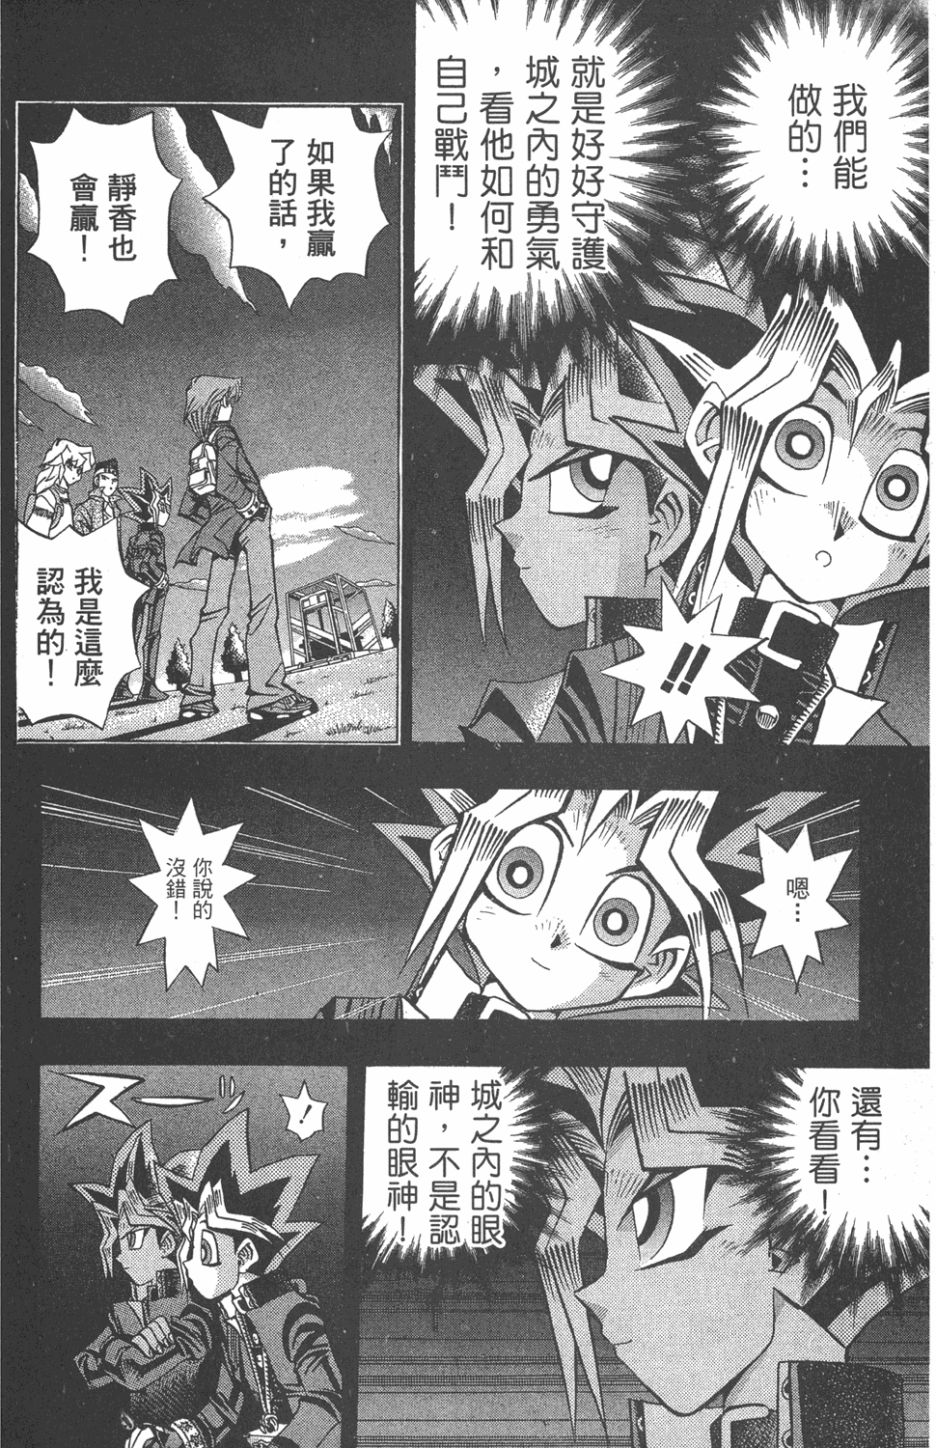 我們能
做的…
就是好好守護
城之內的勇氣
，看他如何和
自己戰鬥！
!!
如果我贏
了的話，
靜香也
會贏！
我是這麼
認為的！
嗯…
你說的
沒錯！
還有…
你看看！
城之內的眼
神，不是認
輸的眼神！
！
スーッ